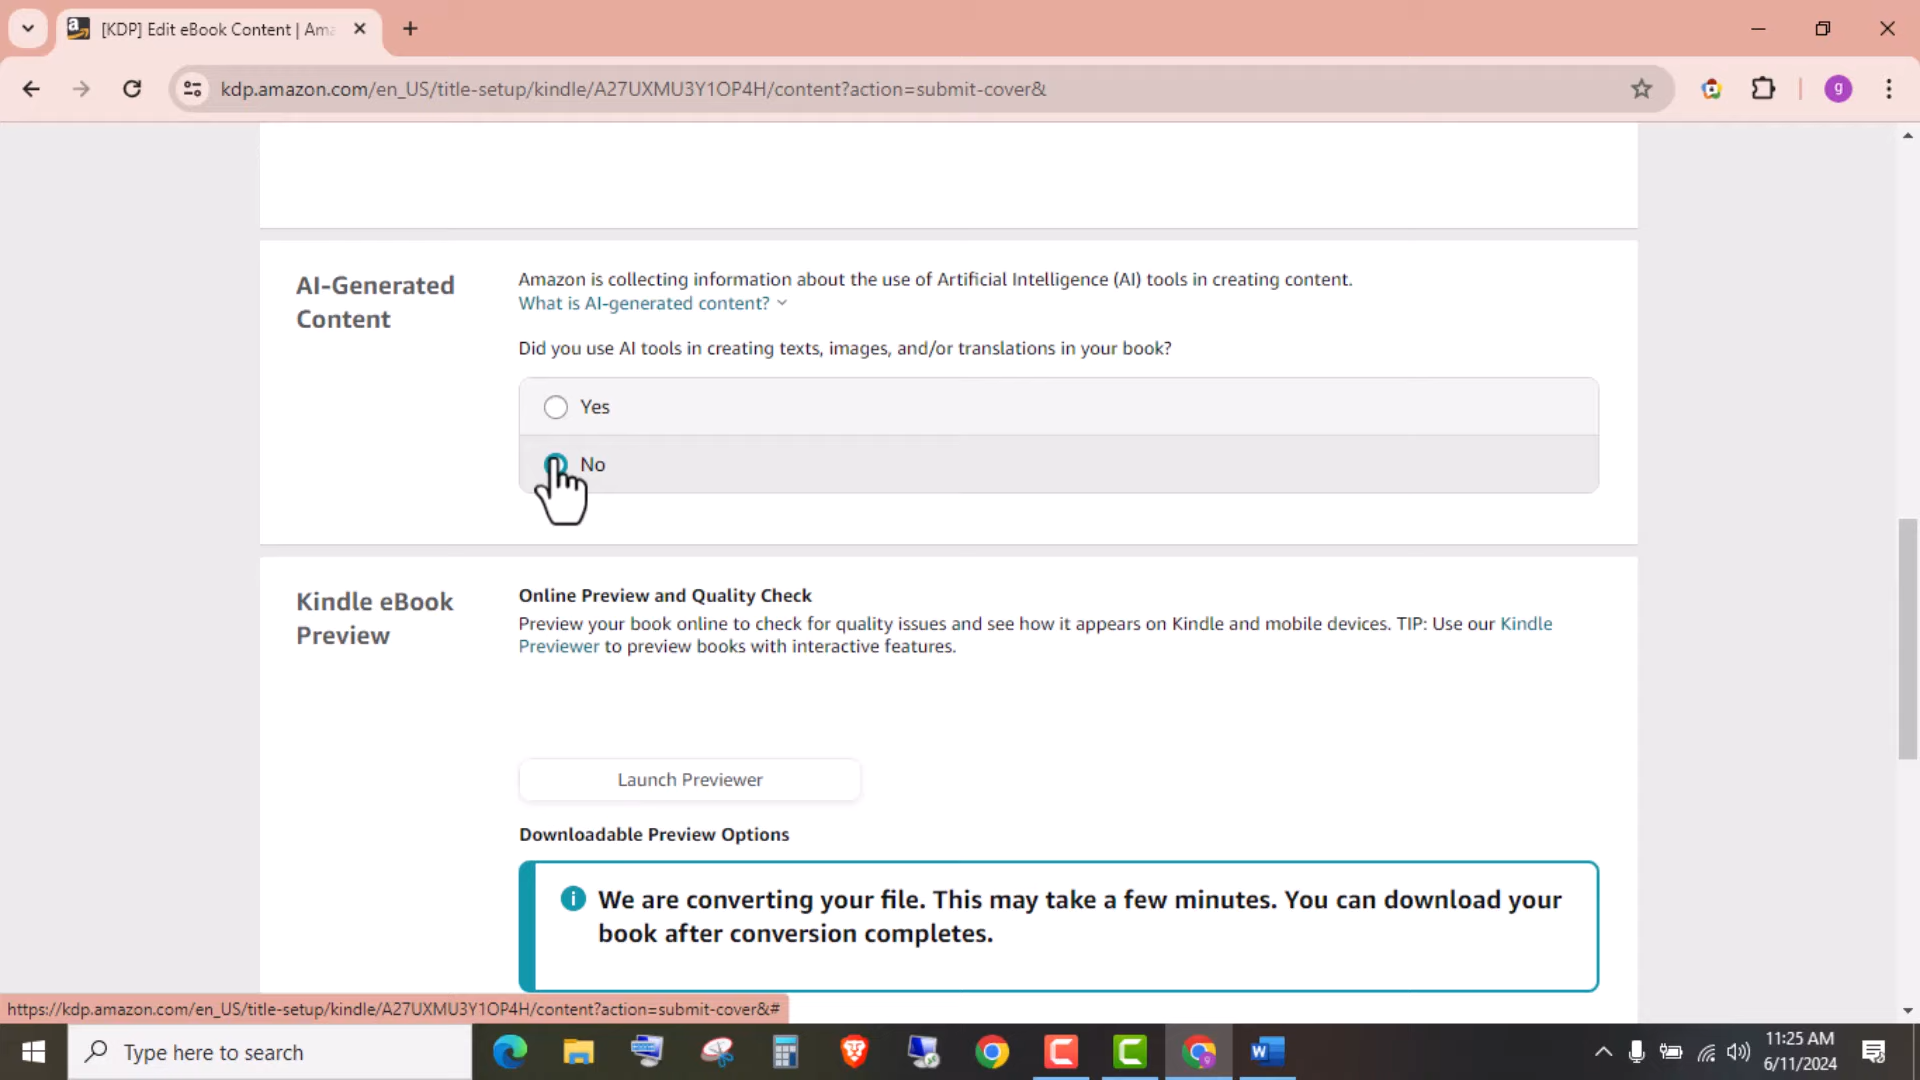 [KDP] Edit eBook Content | Ama
kdp.amazon.com/en_US/title-setup/kindle/A27UXMU3Y1OP4H/content?action=submit-cover&
g
AI-Generated
Content
Amazon is collecting information about the use of Artificial Intelligence (AI) tools in creating content.
What is AI-generated content?
Did you use AI tools in creating texts, images, and/or translations in your book?
Yes
No
Kindle eBook
Preview
Online Preview and Quality Check
Preview your book online to check for quality issues and see how it appears on Kindle and mobile devices. TIP: Use our Kindle
Previewer to preview books with interactive features.
Launch Previewer
Downloadable Preview Options
We are converting your file. This may take a few minutes. You can download your
book after conversion completes.
https://kdp.amazon.com/en_US/title-setup/kindle/A27UXMU3Y1OP4H/content?action=submit-cover&#
Type here to search
11:25 AM
6/11/2024